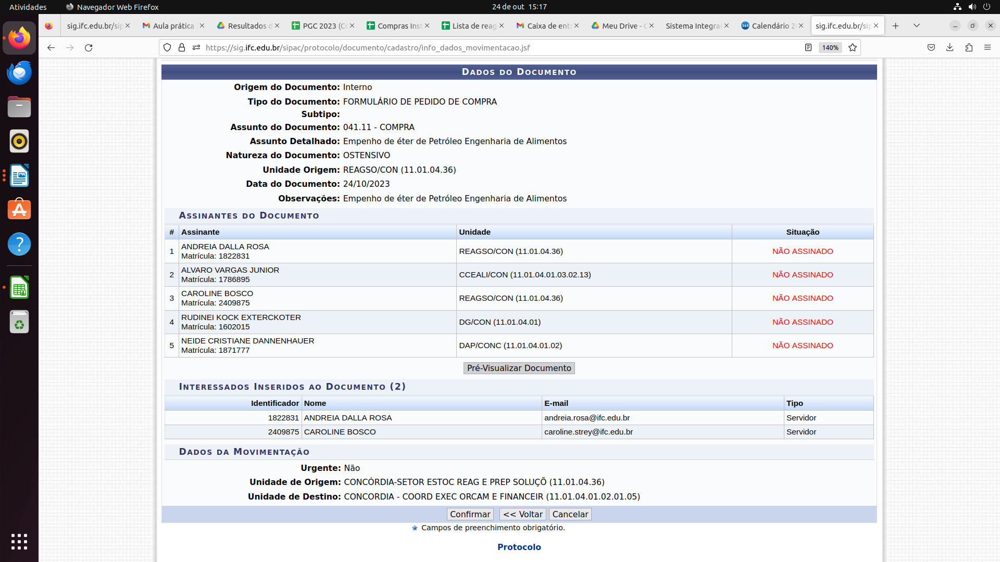 Atividades
Navegador Web Firefox
24 de out 15:17
sig.ifc.edu.br/sip
Aula prática
Resultados d
PGC 2023 (Co
Compras Inst
Lista de reag
Caixa de ent
Meu Drive - 
Sistema Integra
Calendário 2
sig.ifc.edu.br/sip
https://sig.ifc.edu.br/sipac/protocolo/documento/cadastro/info_dados_movimentacao.jsf
140%
DADOS DO DOCUMENTO
Origem do Documento: Interno
Tipo do Documento: FORMULÁRIO DE PEDIDO DE COMPRA
Subtipo:
Assunto do Documento: 041.11 - COMPRA
Assunto Detalhado: Empenho de éter de Petróleo Engenharia de Alimentos
Natureza do Documento: OSTENSIVO
Unidade Origem: REAGSO/CON (11.01.04.36)
Data do Documento: 24/10/2023
Observações: Empenho de éter de Petróleo Engenharia de Alimentos
ASSINANTES DO DOCUMENTO
# Assinante Unidade Situação
1 ANDREIA DALLA ROSA
Matrícula: 1822831 REAGSO/CON (11.01.04.36) NÃO ASSINADO
2 ALVARO VARGAS JUNIOR
Matrícula: 1786895 CCEALI/CON (11.01.04.01.03.02.13) NÃO ASSINADO
3 CAROLINE BOSCO
Matrícula: 2409875 REAGSO/CON (11.01.04.36) NÃO ASSINADO
4 RUDINEI KOCK EXTERCKOTER
Matrícula: 1602015 DG/CON (11.01.04.01) NÃO ASSINADO
5 NEIDE CRISTIANE DANNENHAUER
Matrícula: 1871777 DAP/CONC (11.01.04.01.02) NÃO ASSINADO
Pré-Visualizar Documento
INTERESSADOS INSERIDOS AO DOCUMENTO (2)
Identificador Nome E-mail Tipo
1822831 ANDREIA DALLA ROSA andreia.rosa@ifc.edu.br Servidor
2409875 CAROLINE BOSCO caroline.strey@ifc.edu.br Servidor
DADOS DA MOVIMENTAÇÃO
Urgente: Não
Unidade de Origem: CONCÓRDIA-SETOR ESTOC REAG E PREP SOLUÇÕ (11.01.04.36)
Unidade de Destino: CONCORDIA - COORD EXEC ORCAM E FINANCEIR (11.01.04.01.02.01.05)
Confirmar << Voltar Cancelar
Campos de preenchimento obrigatório.
Protocolo